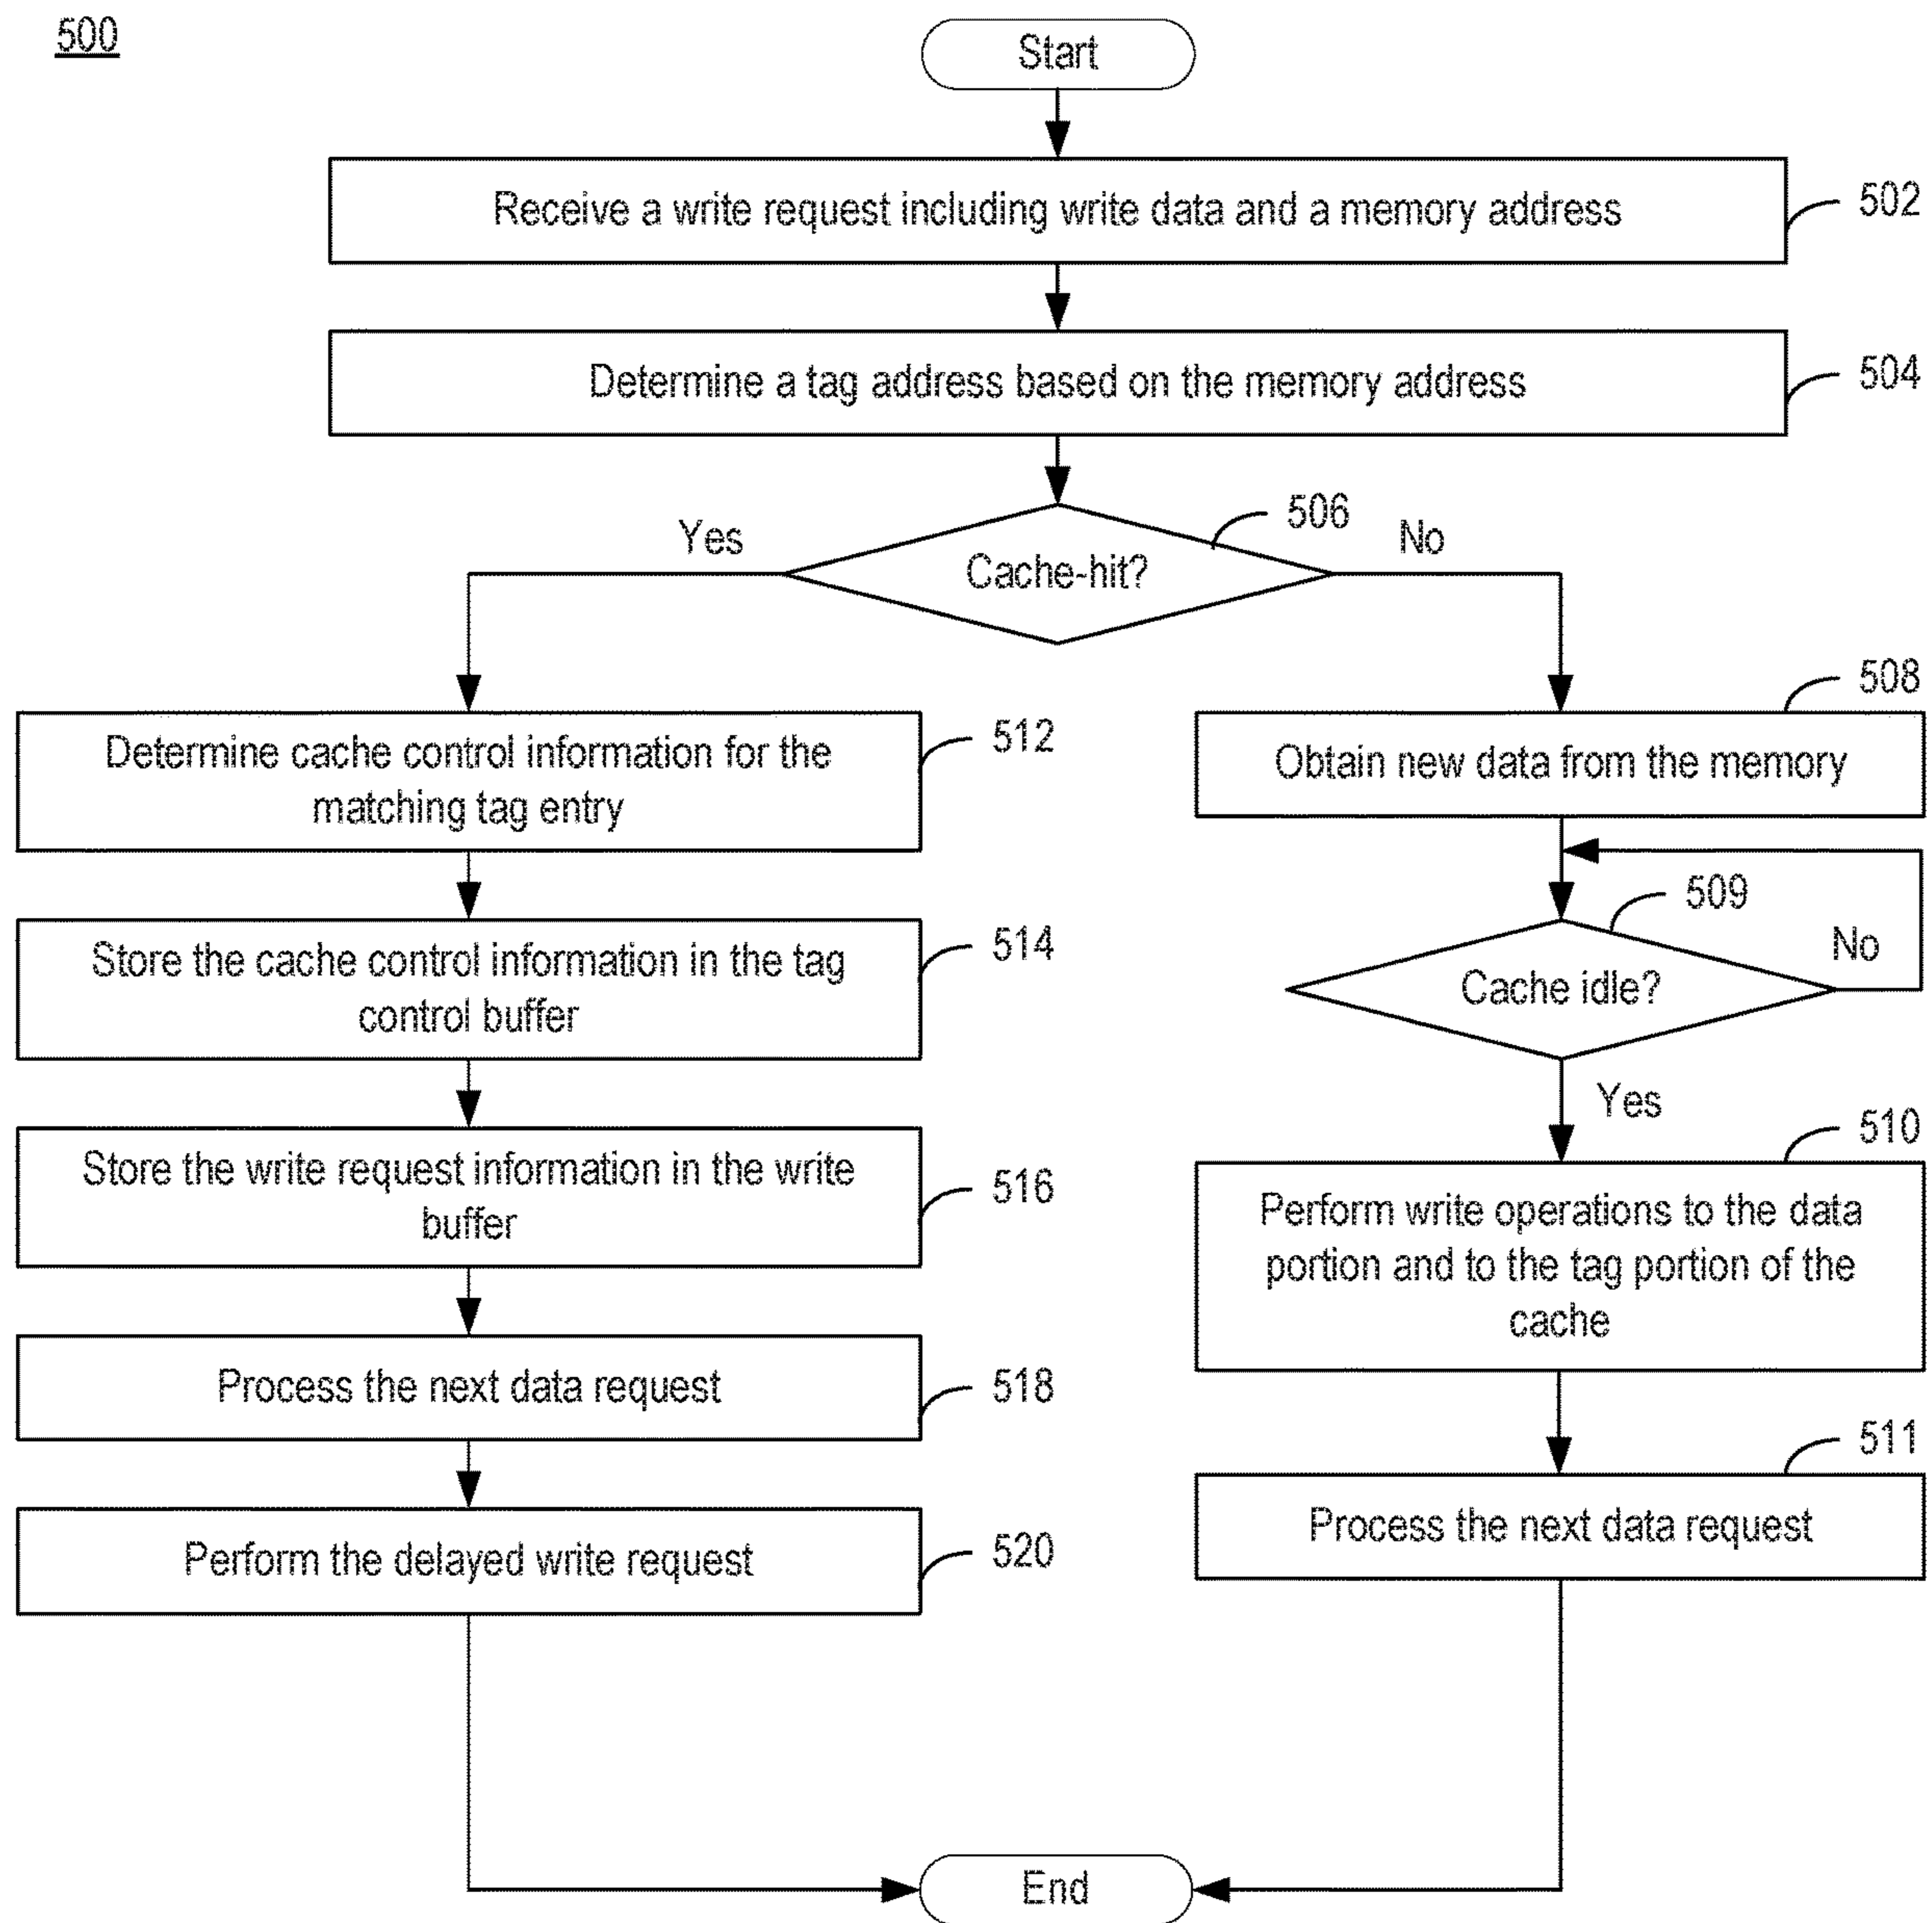 500
Start
Receive a write request including write data and a memory address
502
Determine a tag address based on the memory address
504
506
Yes
No
Cache-hit?
512
Determine cache control information for the
matching tag entry
514
Store the cache control information in the tag
control buffer
516
Store the write request information in the write
buffer
Process the next data request
518
Perform the delayed write request
520
508
Obtain new data from the memory
509
No
Cache idle?
Yes
510
Perform write operations to the data
portion and to the tag portion of the
cache
511
Process the next data request
End